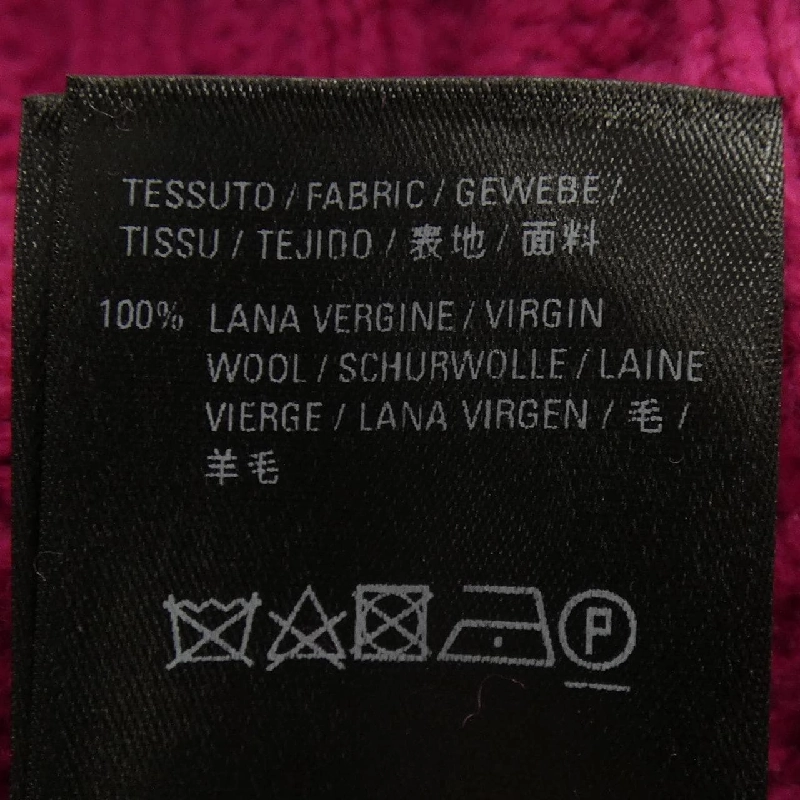 TESSUTO / FABRIC / GEWEBE /
TISSU / TEJIDO / 表地 / 面料
100% LANA VERGINE / VIRGIN
WOOL / SCHURWOLLE / LAINE
VIERGE / LANA VIRGEN / 毛 /
羊毛
P